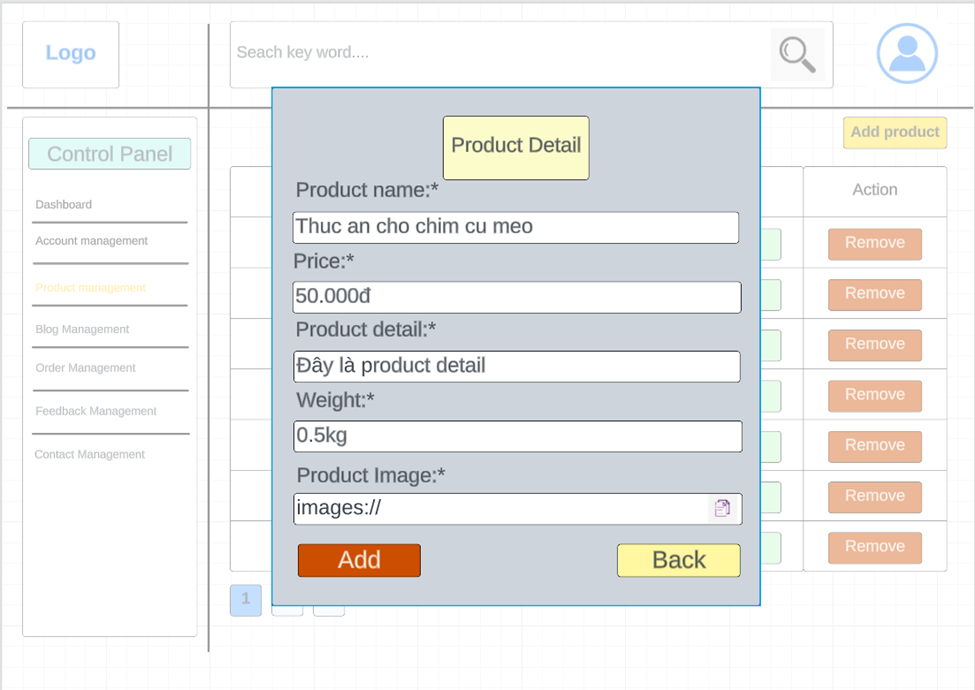 Logo
Seach key word....
Add product
Control Panel
Dashboard
Account management
Product management
Blog Management
Order Management
Feedback Management
Contact Management
Product Detail
Product name:*
Thuc an cho chim cu meo
Price:*
50.000đ
Product detail:*
Đây là product detail
Weight:*
0.5kg
Product Image:*
images://
Add
Back
Action
Remove
Remove
Remove
Remove
Remove
Remove
Remove
1